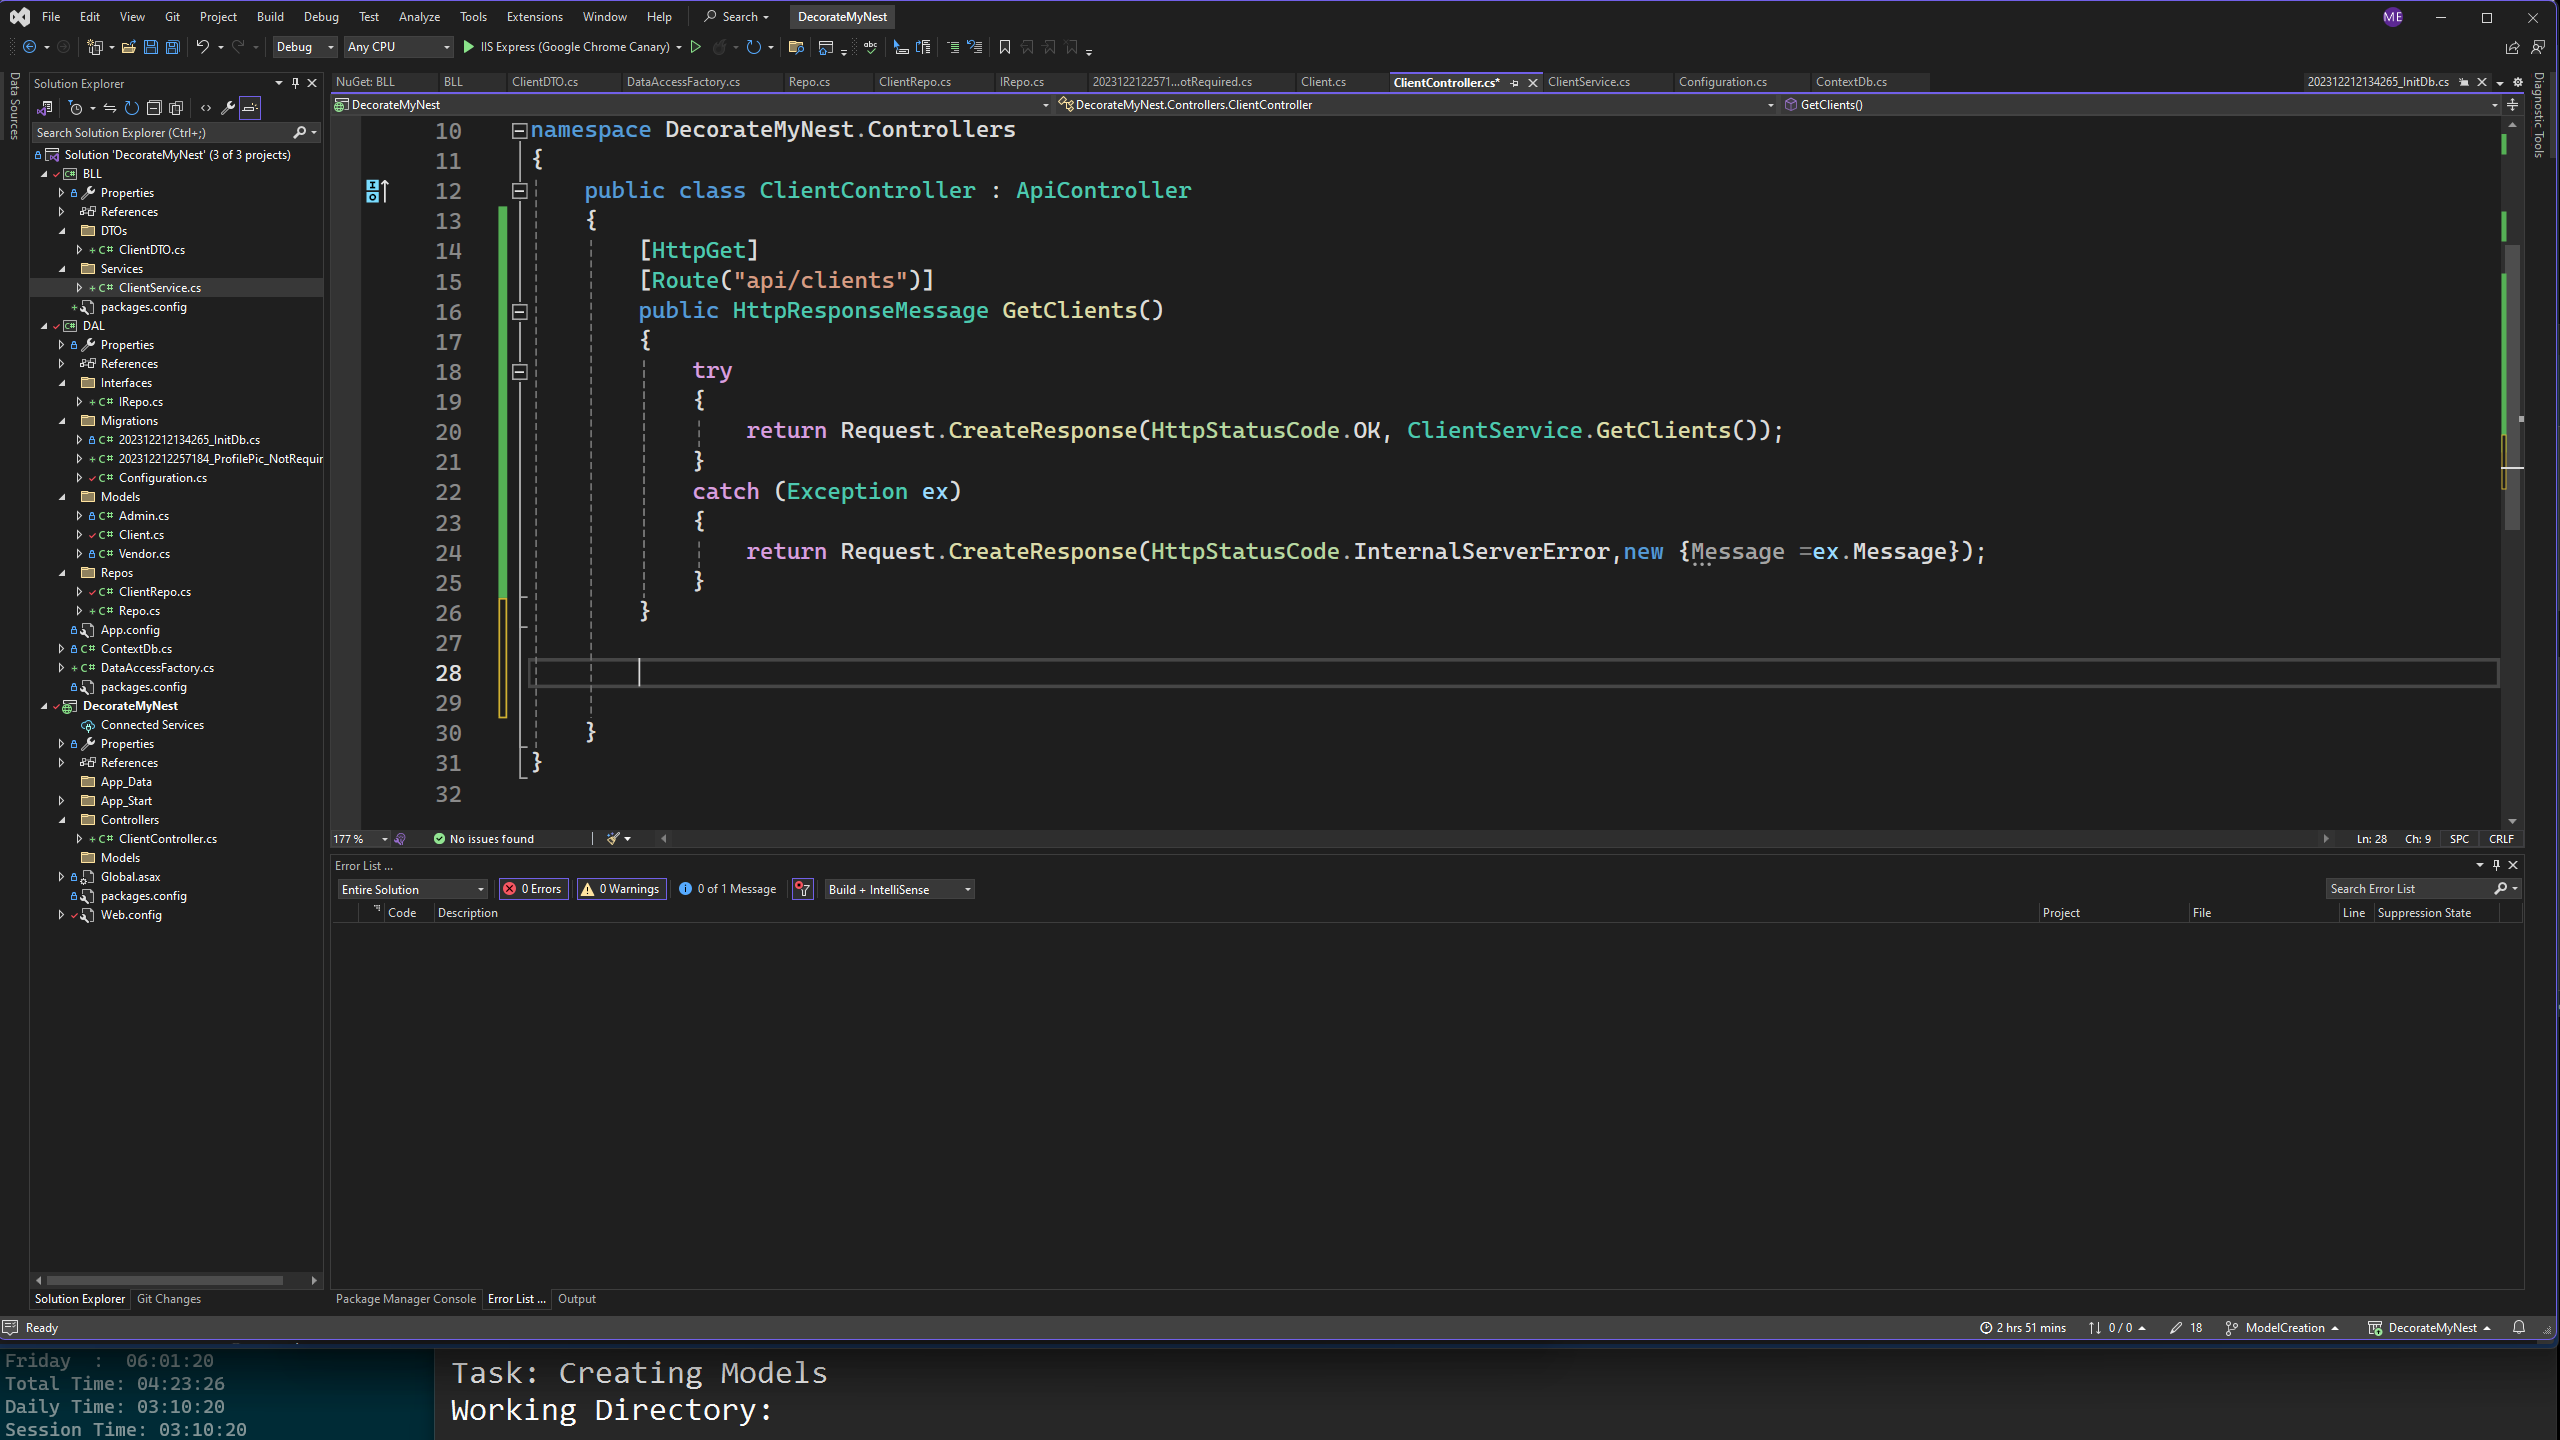 File Edit View Git Project Build Debug Test Analyze Tools Extensions Window Help Search DecorateMyNest ME
Debug Any CPU IIS Express (Google Chrome Canary)
Data Sources
Solution Explorer
Search Solution Explorer (Ctrl+;)
Solution 'DecorateMyNest' (3 of 3 projects)
BLL
Properties
References
DTOs
C# ClientDTO.cs
Services
C# ClientService.cs
packages.config
DAL
Properties
References
Interfaces
C# IRepo.cs
Migrations
C# 202312212134265_InitDb.cs
C# 202312212257184_ProfilePic_NotRequir
C# Configuration.cs
Models
C# Admin.cs
C# Client.cs
C# Vendor.cs
Repos
C# ClientRepo.cs
C# Repo.cs
App.config
C# ContextDb.cs
C# DataAccessFactory.cs
packages.config
DecorateMyNest
Connected Services
Properties
References
App_Data
App_Start
Controllers
C# ClientController.cs
Models
Global.asax
packages.config
Web.config
Solution Explorer Git Changes
NuGet: BLL BLL ClientDTO.cs DataAccessFactory.cs Repo.cs ClientRepo.cs IRepo.cs 2023122122571...otRequired.cs Client.cs ClientController.cs* ClientService.cs Configuration.cs ContextDb.cs 202312212134265_InitDb.cs
DecorateMyNest DecorateMyNest.Controllers.ClientController GetClients()
10 namespace DecorateMyNest.Controllers
11 {
12 public class ClientController : ApiController
13 {
14 [HttpGet]
15 [Route("api/clients")]
16 public HttpResponseMessage GetClients()
17 {
18 try
19 {
20 return Request.CreateResponse(HttpStatusCode.OK, ClientService.GetClients());
21 }
22 catch (Exception ex)
23 {
24 return Request.CreateResponse(HttpStatusCode.InternalServerError,new {Message =ex.Message});
25 }
26 }
27
28
29
30 }
31 }
32
177 % No issues found Ln: 28 Ch: 9 SPC CRLF
Diagnostic Tools
Error List ...
Entire Solution 0 Errors 0 Warnings 0 of 1 Message Build + IntelliSense Search Error List
Code Description Project File Line Suppression State
Package Manager Console Error List ... Output
Ready 2 hrs 51 mins 0 / 0 18 ModelCreation DecorateMyNest
Friday : 06:01:20
Total Time: 04:23:26
Daily Time: 03:10:20
Session Time: 03:10:20
Task: Creating Models
Working Directory: